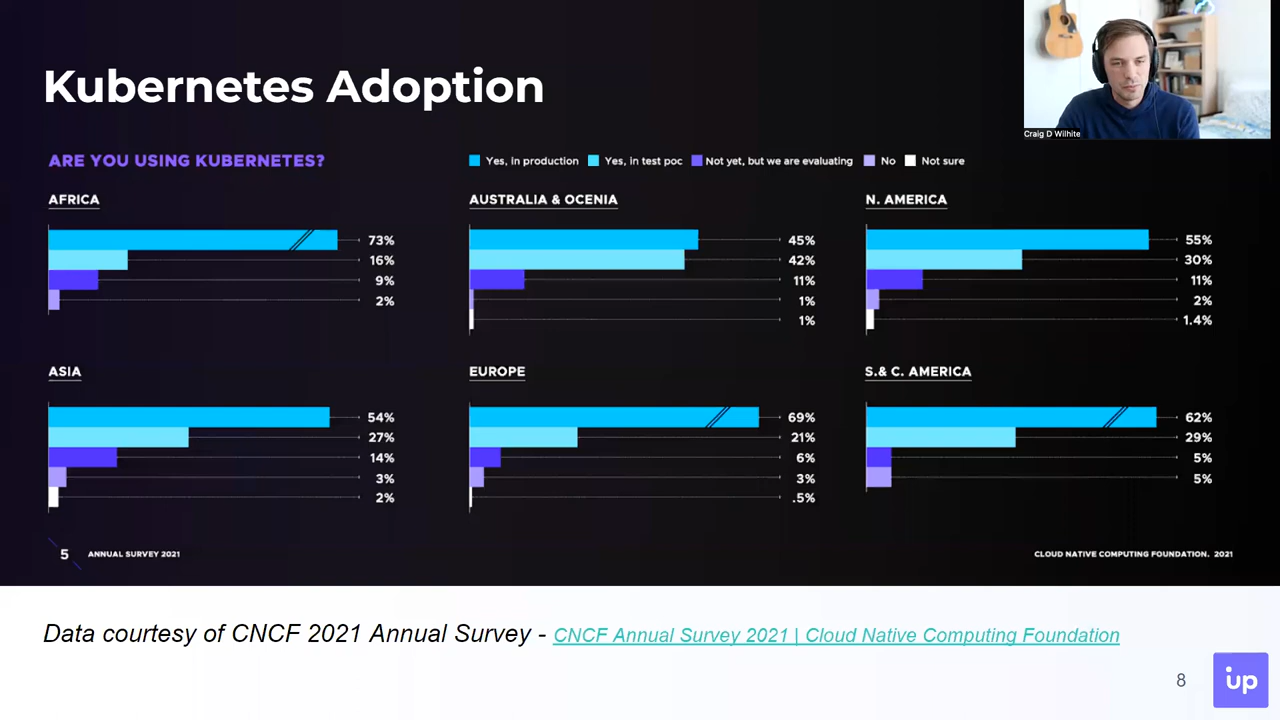 Kubernetes Adoption
Craig D Wilhite
ARE YOU USING KUBERNETES?
Yes, in production Yes, in test poc Not yet, but we are evaluating No Not sure
AFRICA
73%
16%
9%
2%
AUSTRALIA & OCENIA
45%
42%
11%
1%
1%
N. AMERICA
55%
30%
11%
2%
1.4%
ASIA
54%
27%
14%
3%
2%
EUROPE
69%
21%
6%
3%
.5%
S.& C. AMERICA
62%
29%
5%
5%
5 ANNUAL SURVEY 2021
CLOUD NATIVE COMPUTING FOUNDATION. 2021
Data courtesy of CNCF 2021 Annual Survey - CNCF Annual Survey 2021 | Cloud Native Computing Foundation
8
up